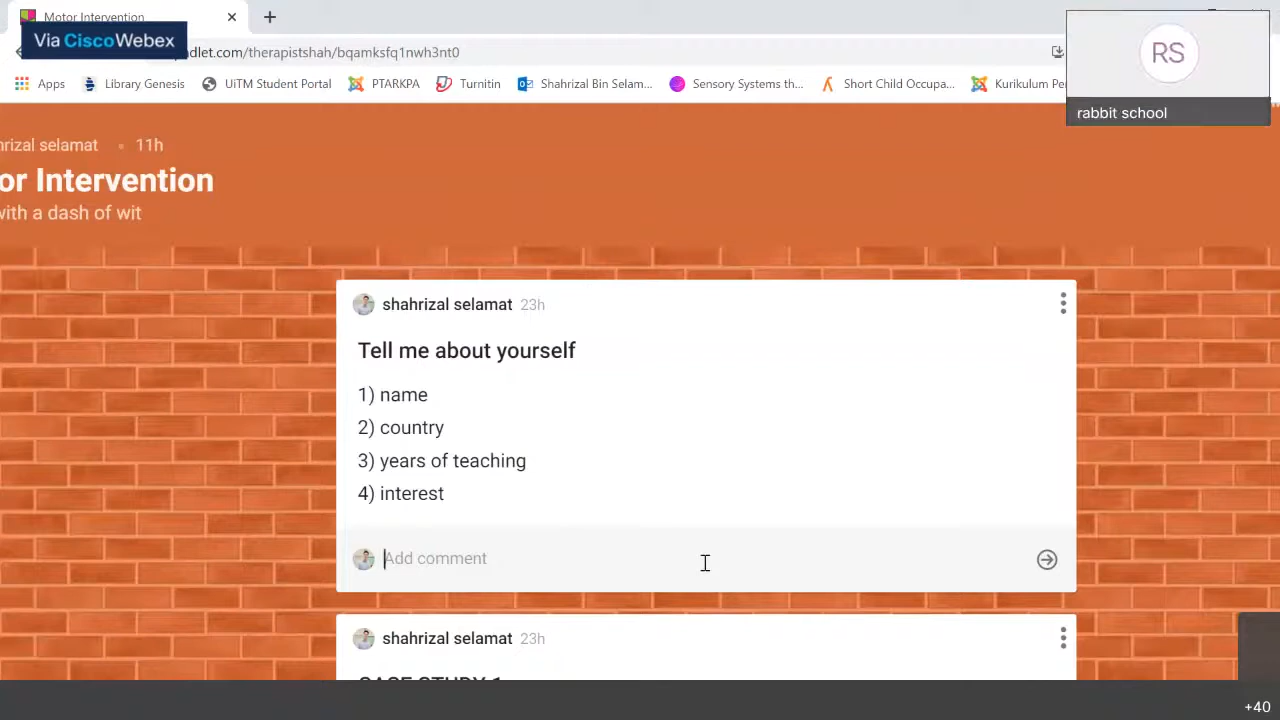 Motor Intervention
Via CiscoWebex
dlet.com/therapistshah/bqamksfq1nwh3nt0
Apps
Library Genesis
UiTM Student Portal
PTARKPA
Turnitin
Shahrizal Bin Selam...
Sensory Systems th...
Short Child Occupa...
Kurikulum Pe
RS
rabbit school
hrizal selamat • 11h
or Intervention
with a dash of wit
shahrizal selamat 23h
Tell me about yourself
1) name
2) country
3) years of teaching
4) interest
Add comment
shahrizal selamat 23h
CASE STUDY 1
+40